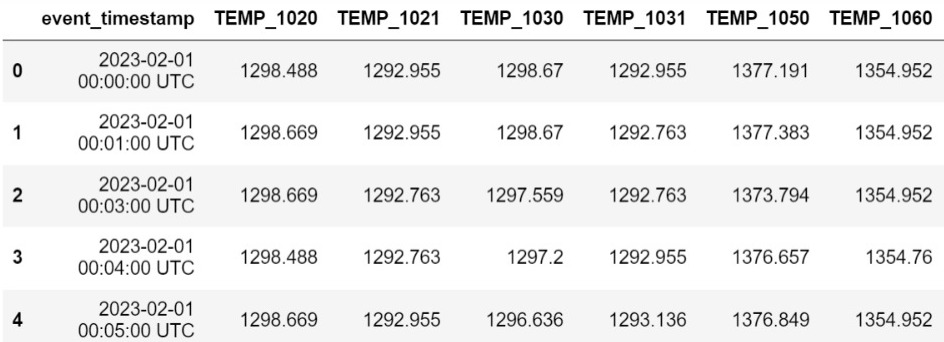 event_timestamp TEMP_1020 TEMP_1021 TEMP_1030 TEMP_1031 TEMP_1050 TEMP_1060
0 2023-02-01 00:00:00 UTC 1298.488 1292.955 1298.67 1292.955 1377.191 1354.952
1 2023-02-01 00:01:00 UTC 1298.669 1292.955 1298.67 1292.763 1377.383 1354.952
2 2023-02-01 00:03:00 UTC 1298.669 1292.763 1297.559 1292.763 1373.794 1354.952
3 2023-02-01 00:04:00 UTC 1298.488 1292.763 1297.2 1292.955 1376.657 1354.76
4 2023-02-01 00:05:00 UTC 1298.669 1292.955 1296.636 1293.136 1376.849 1354.952